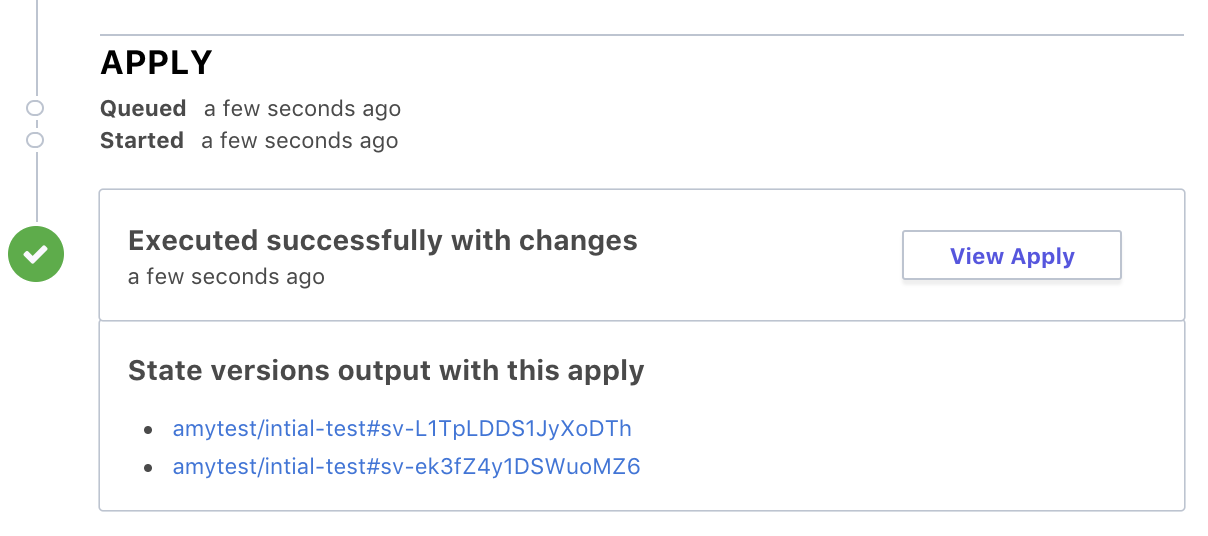 APPLY
Queued a few seconds ago
Started a few seconds ago
Executed successfully with changes
a few seconds ago
View Apply
State versions output with this apply
amytest/intial-test#sv-L1TpLDDS1JyXoDTh
amytest/intial-test#sv-ek3fZ4y1DSWuoMZ6